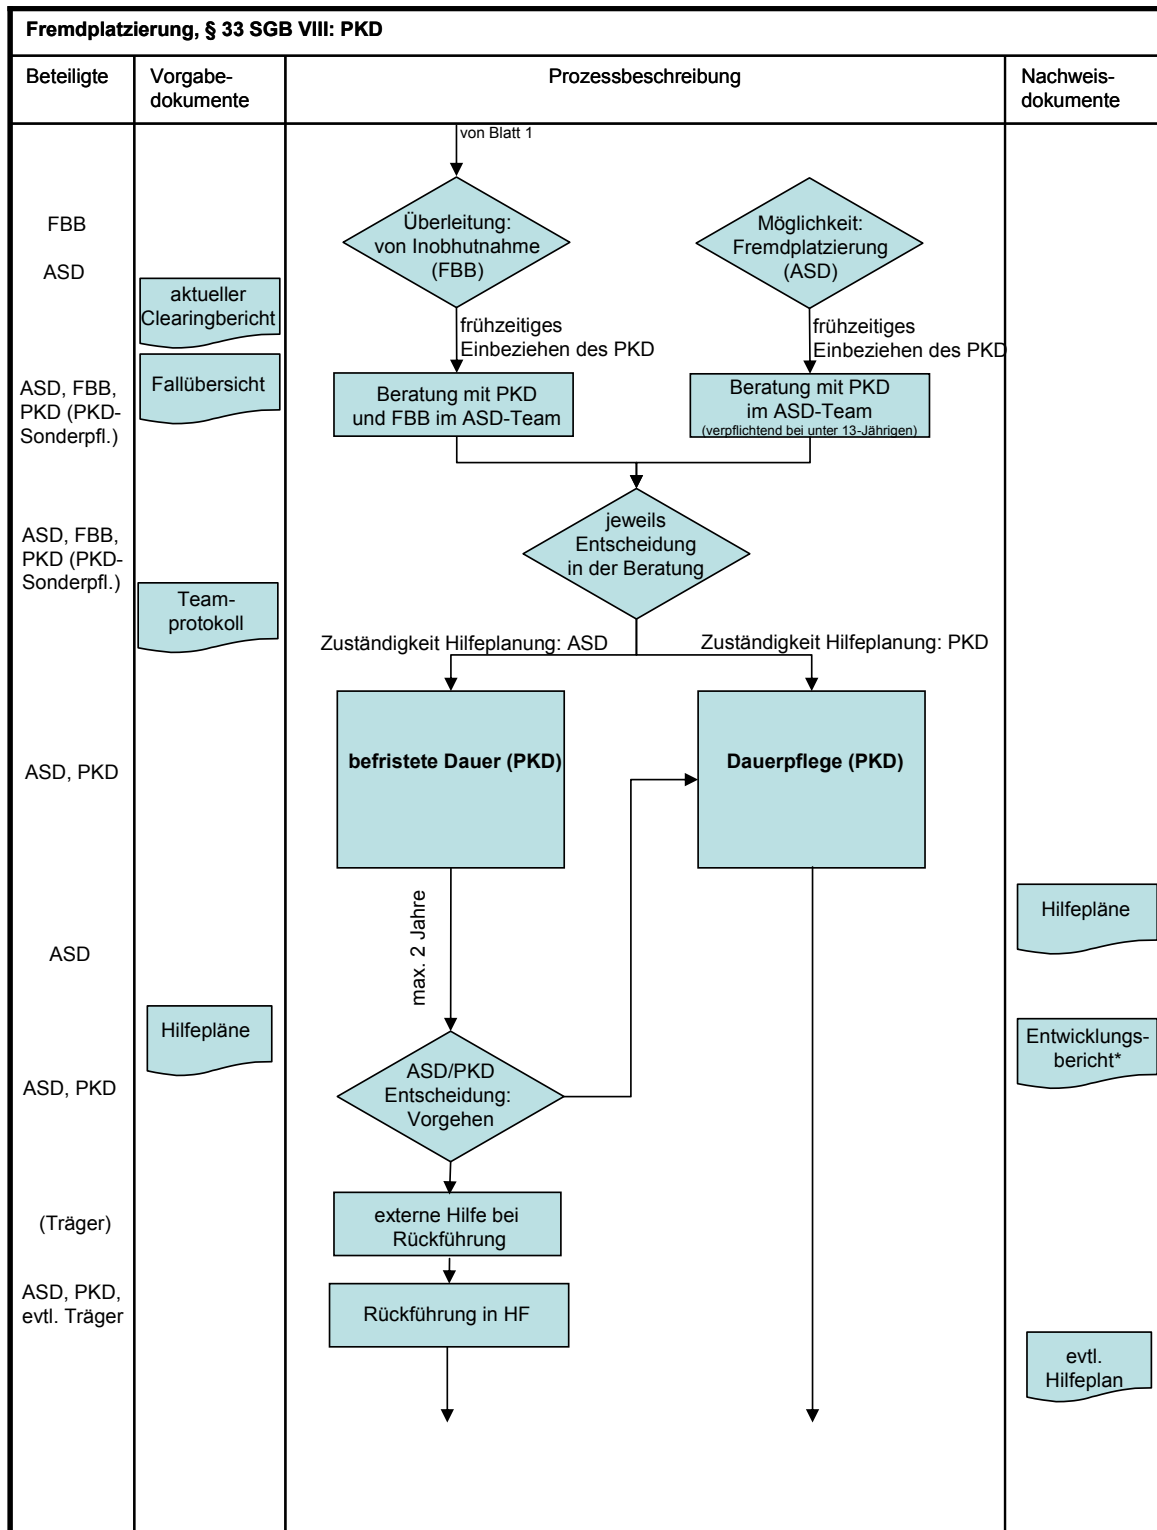 Fremdplatzierung, § 33 SGB VIII: PKD
Beteiligte
Vorgabe-
dokumente
Prozessbeschreibung
Nachweis-
dokumente
von Blatt 1
FBB
ASD
Überleitung:
von Inobhutnahme
(FBB)
Möglichkeit:
Fremdplatzierung
(ASD)
aktueller
Clearingbericht
frühzeitiges
Einbeziehen des PKD
frühzeitiges
Einbeziehen des PKD
ASD, FBB,
PKD (PKD-
Sonderpfl.)
Fallübersicht
Beratung mit PKD
und FBB im ASD-Team
Beratung mit PKD
im ASD-Team
(verpflichtend bei unter 13-Jährigen)
ASD, FBB,
PKD (PKD-
Sonderpfl.)
jeweils
Entscheidung
in der Beratung
Team-
protokoll
Zuständigkeit Hilfeplanung: ASD
Zuständigkeit Hilfeplanung: PKD
ASD, PKD
befristete Dauer (PKD)
Dauerpflege (PKD)
max. 2 Jahre
Hilfepläne
ASD
Hilfepläne
Entwicklungs-
bericht*
ASD, PKD
ASD/PKD
Entscheidung:
Vorgehen
(Träger)
externe Hilfe bei
Rückführung
ASD, PKD,
evtl. Träger
Rückführung in HF
evtl.
Hilfeplan